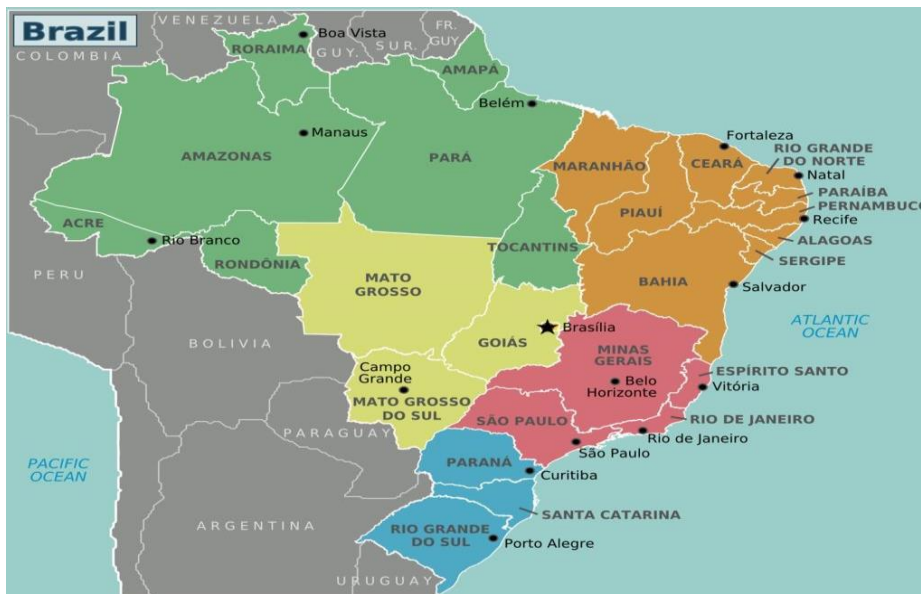 Brazil
VENEZUELA
COLOMBIA
GUY.
SUR.
FR.
GUY.
Boa Vista
RORAIMA
AMAPÁ
Belém
Manaus
AMAZONAS
PARÁ
MARANHÃO
Fortaleza
CEARÁ
RIO GRANDE
DO NORTE
Natal
PARAÍBA
PERNAMBUCO
Recife
PIAUÍ
ACRE
Rio Branco
RONDÔNIA
TOCANTINS
ALAGOAS
SERGIPE
PERU
MATO
GROSSO
BAHIA
Salvador
ATLANTIC
OCEAN
BOLIVIA
GOIÁS
Brasília
MINAS
GERAIS
Belo
Horizonte
ESPÍRITO SANTO
Vitória
Campo
Grande
MATO GROSSO
DO SUL
SÃO PAULO
RIO DE JANEIRO
Rio de Janeiro
São Paulo
PARAGUAY
PACIFIC
OCEAN
PARANÁ
Curitiba
SANTA CATARINA
ARGENTINA
RIO GRANDE
DO SUL
Porto Alegre
URUGUAY